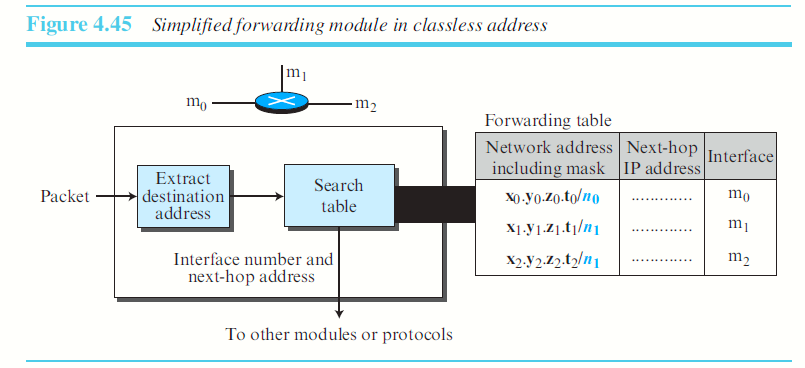 Figure 4.45 Simplified forwarding module in classless address
m1
m0
m2
Forwarding table
Network address including mask
Next-hop IP address
Interface
Extract
destination
address
Search
table
Packet
x0.y0.z0.t0/n0 ............. m0
x1.y1.z1.t1/n1 ............. m1
x2.y2.z2.t2/n1 ............. m2
Interface number and
next-hop address
To other modules or protocols